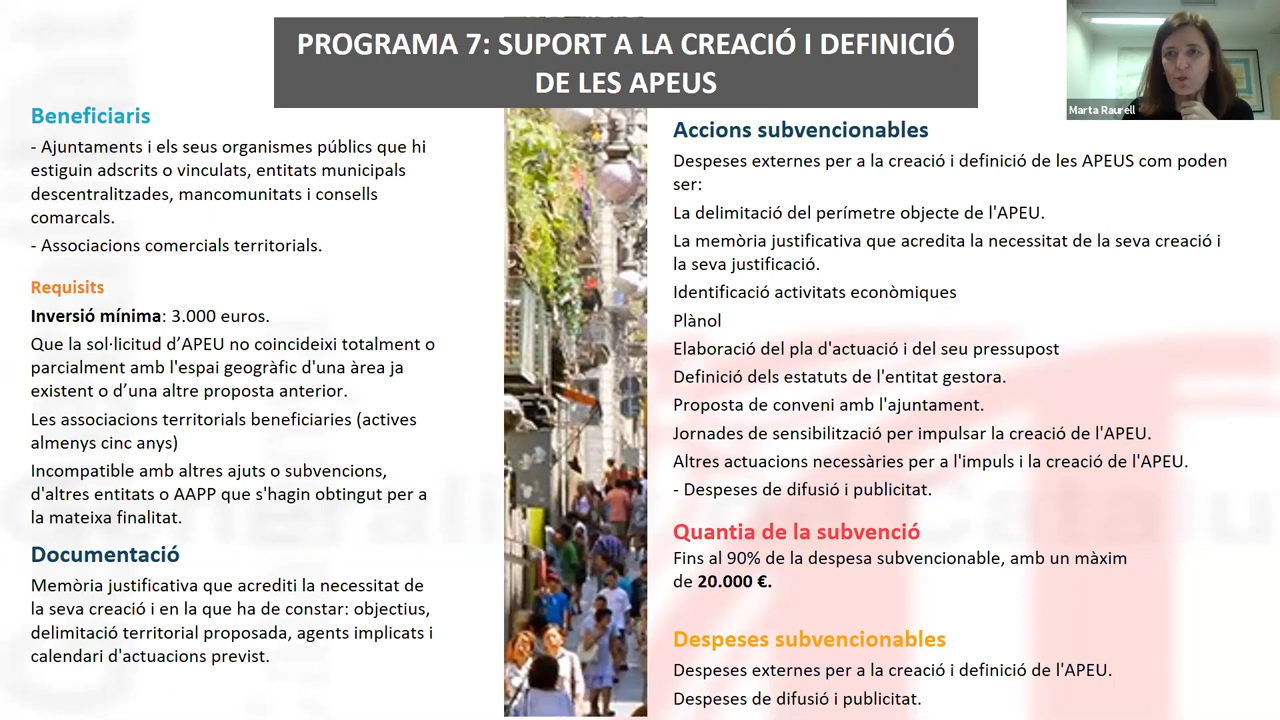 PROGRAMA 7: SUPORT A LA CREACIÓ I DEFINICIÓ
DE LES APEUS
Marta Raurell
Beneficiaris
- Ajuntaments i els seus organismes públics que hi
estiguin adscrits o vinculats, entitats municipals
descentralitzades, mancomunitats i consells
comarcals.
- Associacions comercials territorials.
Requisits
Inversió mínima: 3.000 euros.
Que la sol·licitud d’APEU no coincideixi totalment o
parcialment amb l'espai geogràfic d'una àrea ja
existent o d’una altre proposta anterior.
Les associacions territorials beneficiaries (actives
almenys cinc anys)
Incompatible amb altres ajuts o subvencions,
d'altres entitats o AAPP que s'hagin obtingut per a
la mateixa finalitat.
Documentació
Memòria justificativa que acrediti la necessitat de
la seva creació i en la que ha de constar: objectius,
delimitació territorial proposada, agents implicats i
calendari d'actuacions previst.
Accions subvencionables
Despeses externes per a la creació i definició de les APEUS com poden
ser:
La delimitació del perímetre objecte de l'APEU.
La memòria justificativa que acredita la necessitat de la seva creació i
la seva justificació.
Identificació activitats econòmiques
Plànol
Elaboració del pla d'actuació i del seu pressupost
Definició dels estatuts de l'entitat gestora.
Proposta de conveni amb l'ajuntament.
Jornades de sensibilització per impulsar la creació de l'APEU.
Altres actuacions necessàries per a l'impuls i la creació de l'APEU.
- Despeses de difusió i publicitat.
Quantia de la subvenció
Fins al 90% de la despesa subvencionable, amb un màxim
de 20.000 €.
Despeses subvencionables
Despeses externes per a la creació i definició de l'APEU.
Despeses de difusió i publicitat.